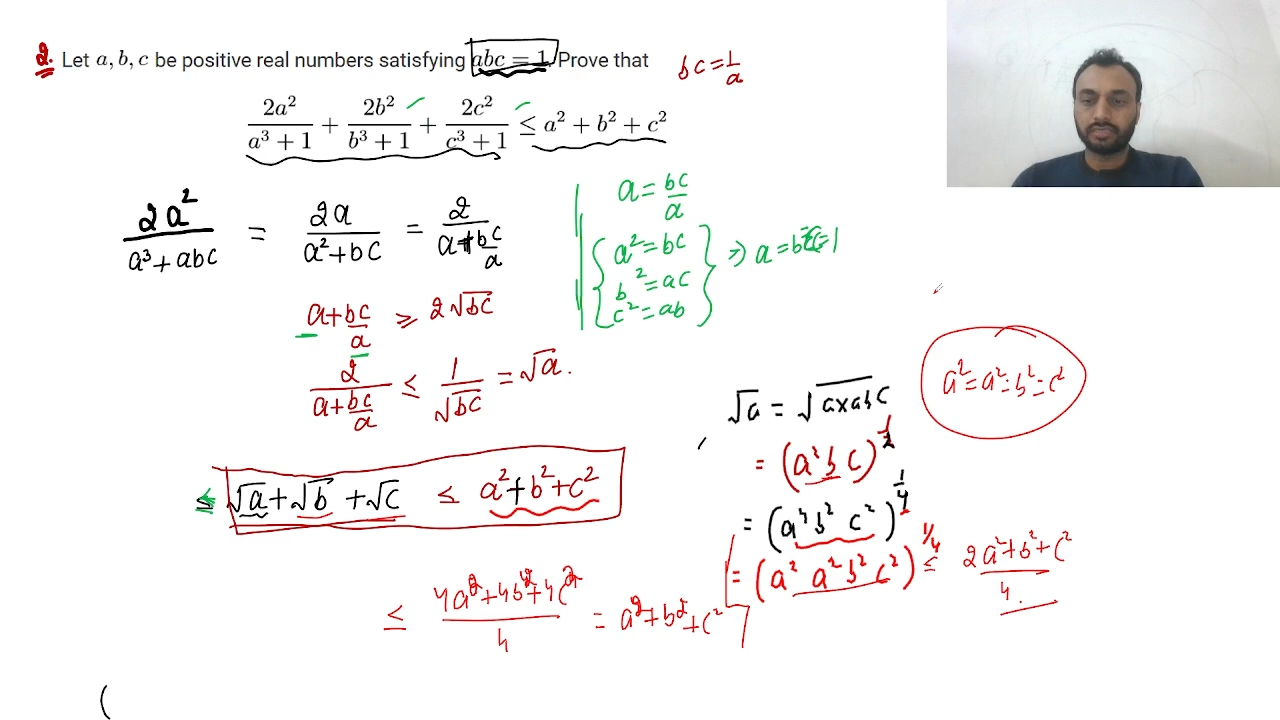 2. Let a, b, c be positive real numbers satisfying abc = 1. Prove that
bc = 1/a
2a²/(a³ + 1) + 2b²/(b³ + 1) + 2c²/(c³ + 1) ≤ a² + b² + c²
2a²/(a³ + abc) = 2a/(a² + bc) = 2/(a + bc/a)
a = bc/a
a² = bc
b² = ac
c² = ab
⇒ a = b = c = 1
a + bc/a ≥ 2√bc
2/(a + bc/a) ≤ 1/√bc = √a.
a² = a² = b² = c²
√a = √(a×abc)
= (a²bc)^(1/2)
≤ √a + √b + √c ≤ a² + b² + c²
= (a⁴b²c²)^(1/4)
= (a² a² b² c²)^(1/4) ≤ (2a² + b² + c²)/4.
≤ (4a² + 4b² + 4c²)/4 = a² + b² + c²
(